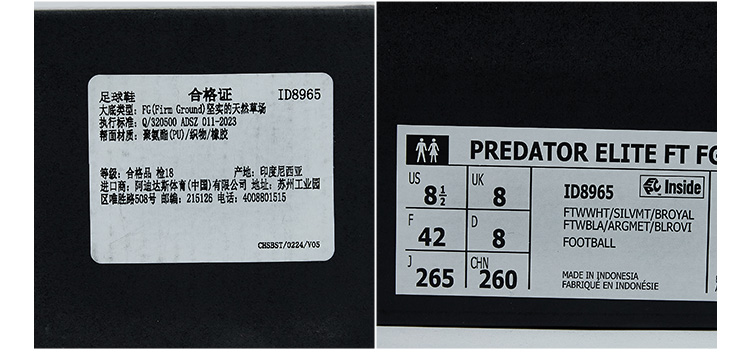 足球鞋 合格证 ID8965
大底类型: FG(Firm Ground)坚实的天然草场
执行标准: Q/320500 ADSZ 011-2023
帮面材质: 聚氨酯(PU)/织物/橡胶
等级: 合格品 检18 产地: 印度尼西亚
进口商: 阿迪达斯体育(中国)有限公司 地址: 苏州工业园
区唯胜路508号 邮编: 215126 电话: 4008801515
CHSBST/0224/V05
PREDATOR ELITE FT FG
US 8½ UK 8
F 42 D 8
J 265 CHN 260
ID8965 Inside
FTWWHT/SILVMT/BROYAL
FTWBLA/ARGMET/BLROVI
FOOTBALL
MADE IN INDONESIA
FABRIQUÉ EN INDONÉSIE